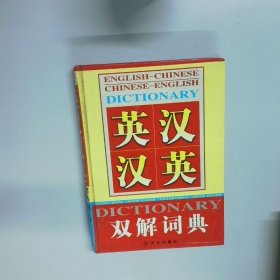 ENGLISH-CHINESE
CHINESE-ENGLISH
DICTIONARY
英汉
汉英
DICTIONARY
双解词典